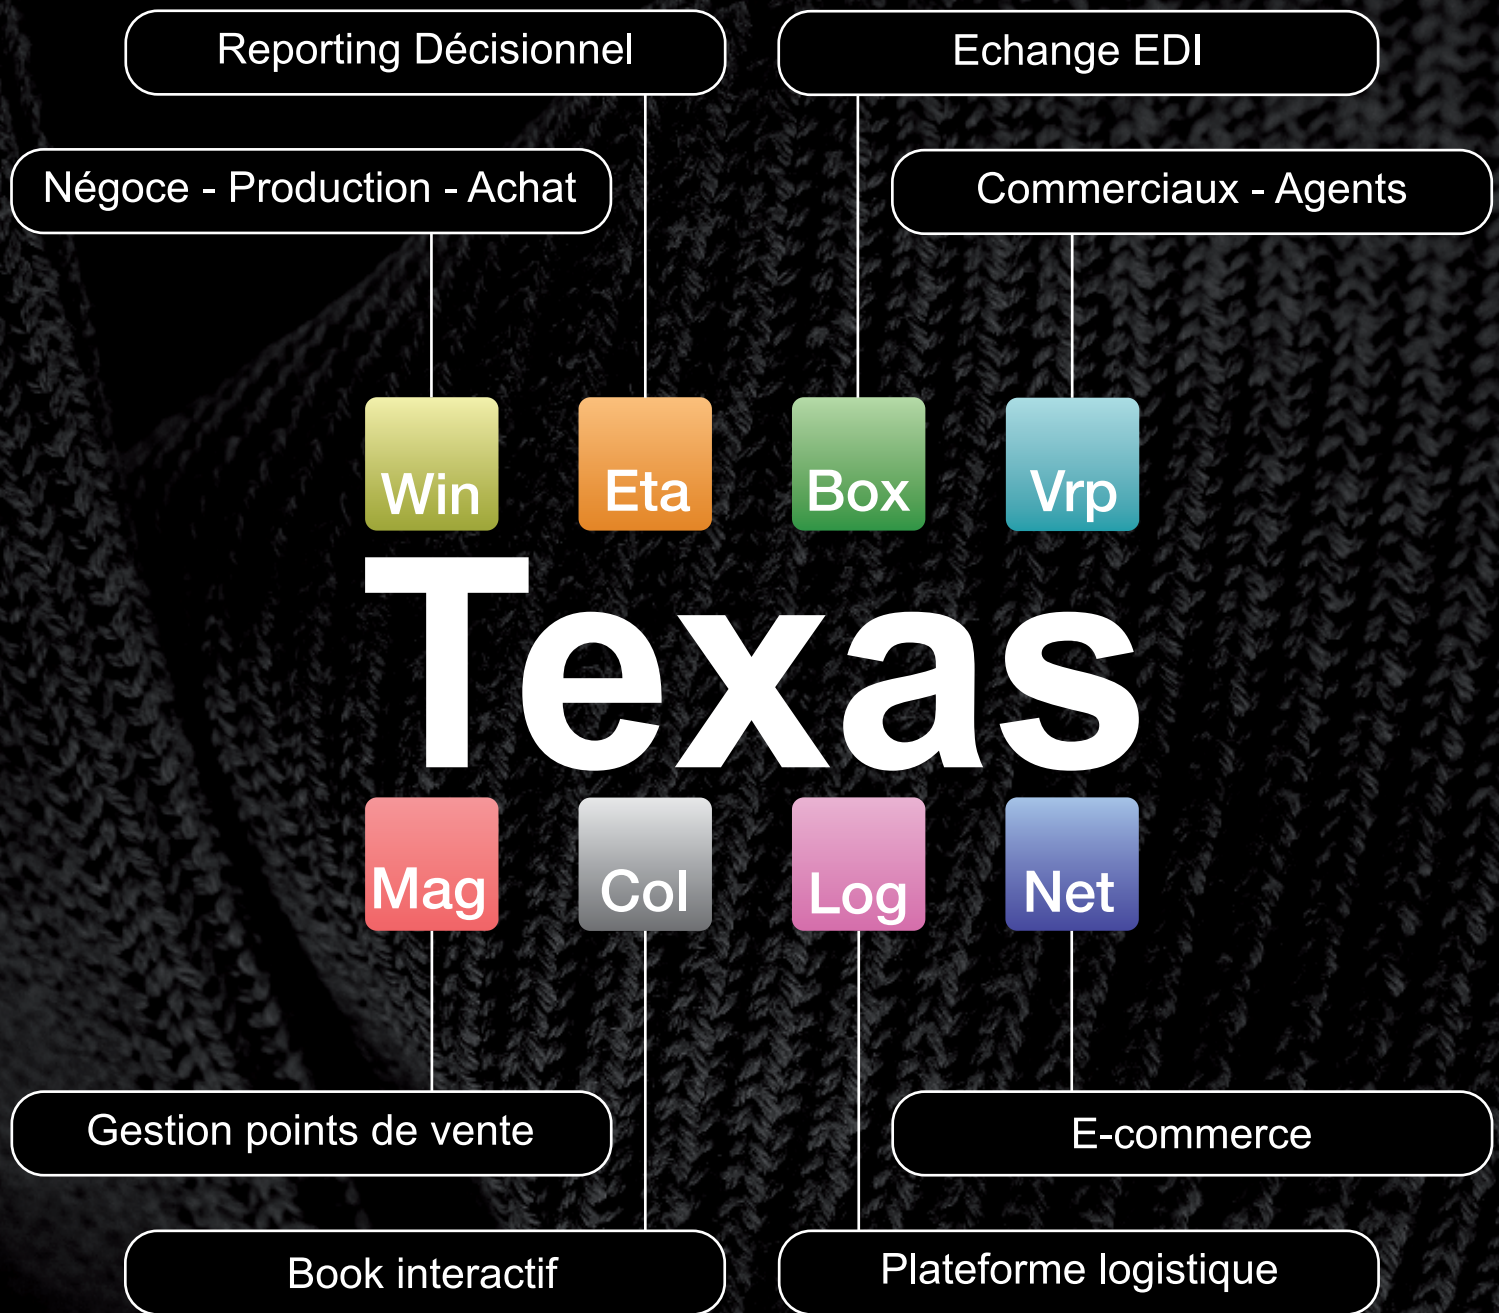 Reporting Décisionnel
Echange EDI
Négoce - Production - Achat
Commerciaux - Agents
Win
Eta
Box
Vrp
Texas
Mag
Col
Log
Net
Gestion points de vente
E-commerce
Book interactif
Plateforme logistique